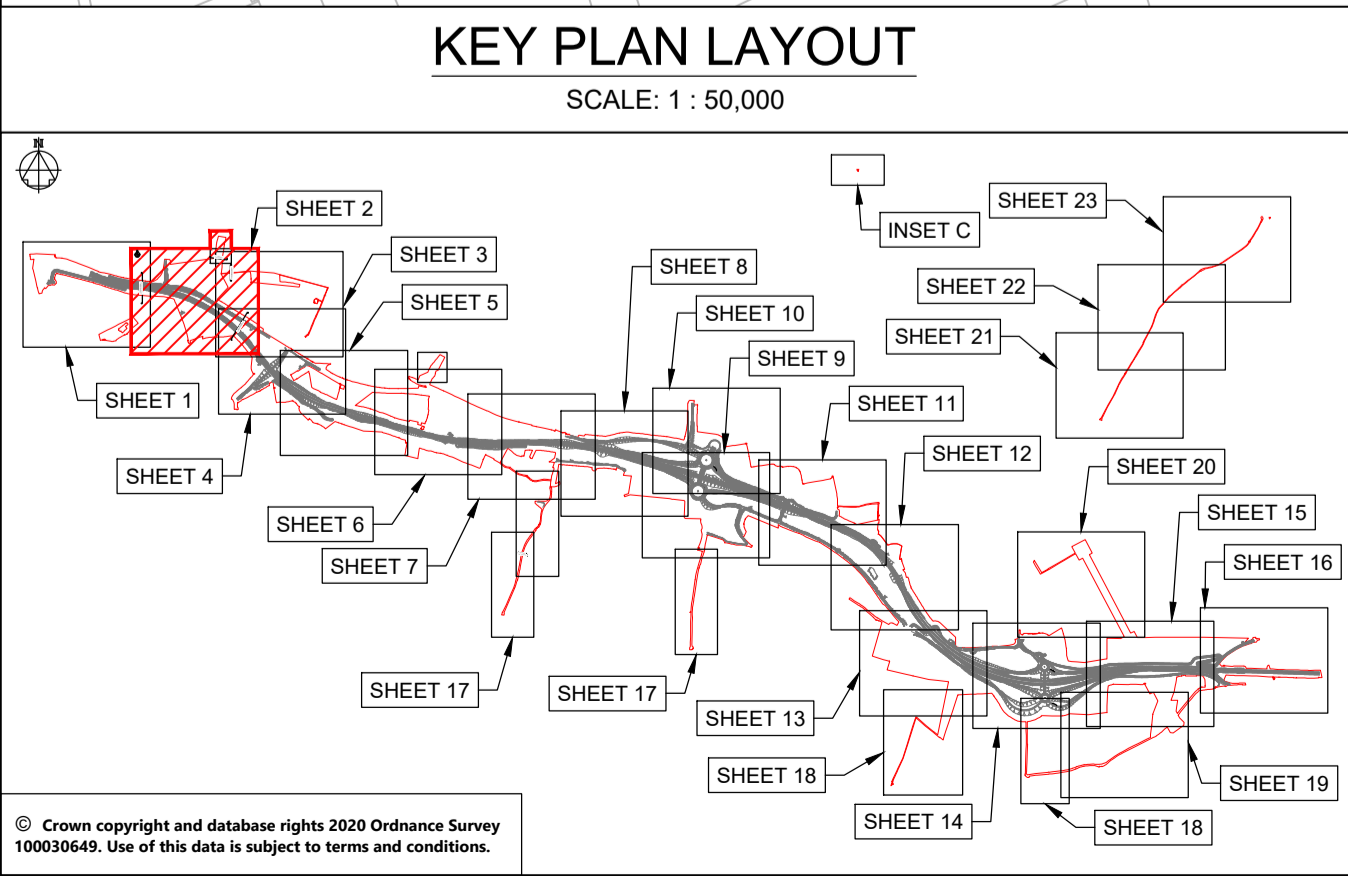 KEY PLAN LAYOUT
SCALE: 1 : 50,000
N
SHEET 2
SHEET 3
SHEET 5
SHEET 1
SHEET 4
SHEET 6
SHEET 7
SHEET 8
SHEET 10
SHEET 9
SHEET 11
SHEET 12
INSET C
SHEET 23
SHEET 22
SHEET 21
SHEET 20
SHEET 15
SHEET 16
SHEET 17
SHEET 17
SHEET 13
SHEET 18
SHEET 14
SHEET 18
SHEET 19
© Crown copyright and database rights 2020 Ordnance Survey
100030649. Use of this data is subject to terms and conditions.